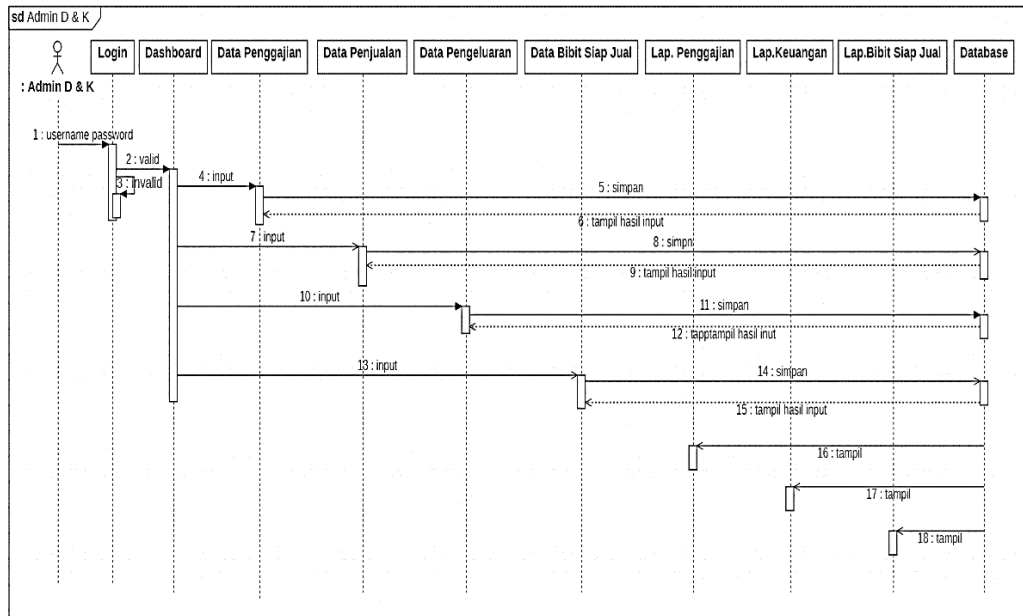 sd Admin D & K
Login
Dashboard
Data Penggajian
Data Penjualan
Data Pengeluaran
Data Bibit Siap Jual
Lap. Penggajian
Lap.Keuangan
Lap.Bibit Siap Jual
Database
: Admin D & K
1 : username password
2 : valid
3 : invalid
4 : input
5 : simpan
6 : tampil hasil input
7 : input
8 : simpn
9 : tampil hasil input
10 : input
11 : simpan
12 : tapptampil hasil inut
13 : input
14 : simpan
15 : tampil hasil input
16 : tampil
17 : tampil
18 : tampil